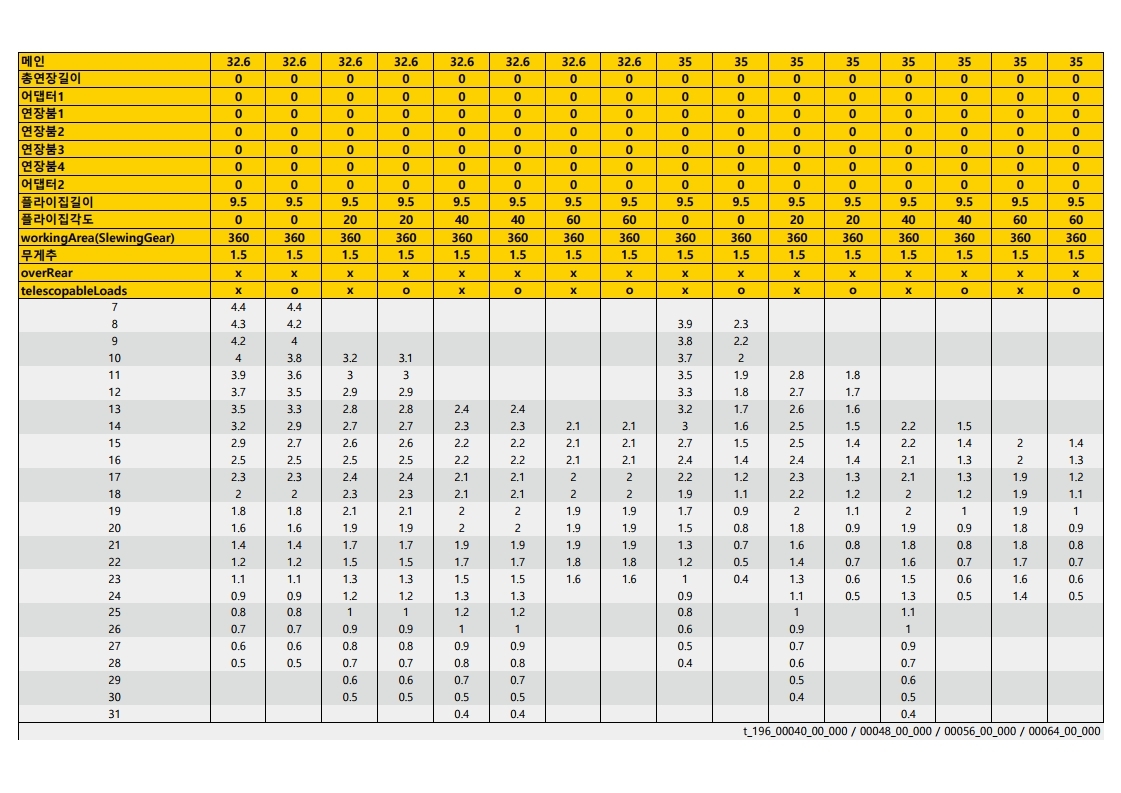 메인 32.6 32.6 32.6 32.6 32.6 32.6 32.6 32.6 35 35 35 35 35 35 35 35
총연장길이 0 0 0 0 0 0 0 0 0 0 0 0 0 0 0 0
어댑터1 0 0 0 0 0 0 0 0 0 0 0 0 0 0 0 0
연장붐1 0 0 0 0 0 0 0 0 0 0 0 0 0 0 0 0
연장붐2 0 0 0 0 0 0 0 0 0 0 0 0 0 0 0 0
연장붐3 0 0 0 0 0 0 0 0 0 0 0 0 0 0 0 0
연장붐4 0 0 0 0 0 0 0 0 0 0 0 0 0 0 0 0
어댑터2 0 0 0 0 0 0 0 0 0 0 0 0 0 0 0 0
플라이집길이 9.5 9.5 9.5 9.5 9.5 9.5 9.5 9.5 9.5 9.5 9.5 9.5 9.5 9.5 9.5 9.5
플라이집각도 0 0 20 20 40 40 60 60 0 0 20 20 40 40 60 60
workingArea(SlewingGear) 360 360 360 360 360 360 360 360 360 360 360 360 360 360 360 360
무게추 1.5 1.5 1.5 1.5 1.5 1.5 1.5 1.5 1.5 1.5 1.5 1.5 1.5 1.5 1.5 1.5
overRear x x x x x x x x x x x x x x x x
telescopableLoads x o x o x o x o x o x o x o x o
7 4.4 4.4
8 4.3 4.2 3.9 2.3
9 4.2 4 3.8 2.2
10 4 3.8 3.2 3.1 3.7 2
11 3.9 3.6 3 3 3.5 1.9 2.8 1.8
12 3.7 3.5 2.9 2.9 3.3 1.8 2.7 1.7
13 3.5 3.3 2.8 2.8 2.4 2.4 3.2 1.7 2.6 1.6
14 3.2 2.9 2.7 2.7 2.3 2.3 2.1 2.1 3 1.6 2.5 1.5 2.2 1.5
15 2.9 2.7 2.6 2.6 2.2 2.2 2.1 2.1 2.7 1.5 2.5 1.4 2.2 1.4 2 1.4
16 2.5 2.5 2.5 2.5 2.2 2.2 2.1 2.1 2.4 1.4 2.4 1.4 2.1 1.3 2 1.3
17 2.3 2.3 2.4 2.4 2.1 2.1 2 2 2.2 1.2 2.3 1.3 2.1 1.3 1.9 1.2
18 2 2 2.3 2.3 2.1 2.1 2 2 1.9 1.1 2.2 1.2 2 1.2 1.9 1.1
19 1.8 1.8 2.1 2.1 2 2 1.9 1.9 1.7 0.9 2 1.1 2 1 1.9 1
20 1.6 1.6 1.9 1.9 2 2 1.9 1.9 1.5 0.8 1.8 0.9 1.9 0.9 1.8 0.9
21 1.4 1.4 1.7 1.7 1.9 1.9 1.9 1.9 1.3 0.7 1.6 0.8 1.8 0.8 1.8 0.8
22 1.2 1.2 1.5 1.5 1.7 1.7 1.8 1.8 1.2 0.5 1.4 0.7 1.6 0.7 1.7 0.7
23 1.1 1.1 1.3 1.3 1.5 1.5 1.6 1.6 1 0.4 1.3 0.6 1.5 0.6 1.6 0.6
24 0.9 0.9 1.2 1.2 1.3 1.3 0.9 1.1 0.5 1.3 0.5 1.4 0.5
25 0.8 0.8 1 1 1.2 1.2 0.8 1 1.1
26 0.7 0.7 0.9 0.9 1 1 0.6 0.9 1
27 0.6 0.6 0.8 0.8 0.9 0.9 0.5 0.7 0.9
28 0.5 0.5 0.7 0.7 0.8 0.8 0.4 0.6 0.7
29 0.6 0.6 0.7 0.7 0.5 0.6
30 0.5 0.5 0.5 0.5 0.4 0.5
31 0.4 0.4 0.4
t_196_00040_00_000 / 00048_00_000 / 00056_00_000 / 00064_00_000